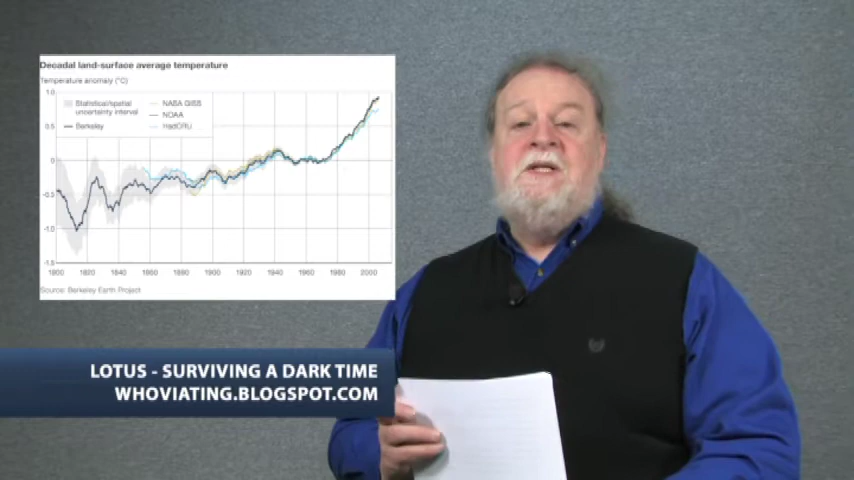 Decadal land-surface average temperature
Temperature anomaly (°C)
1.0
Statistical/spatial
uncertainty interval
Berkeley
NASA GISS
NOAA
HadCRU
0.5
0
-0.5
-1.0
-1.5
1800 1820 1840 1860 1880 1900 1920 1940 1960 1980 2000
Source: Berkeley Earth Project
LOTUS - SURVIVING A DARK TIME
WHOVIATING.BLOGSPOT.COM